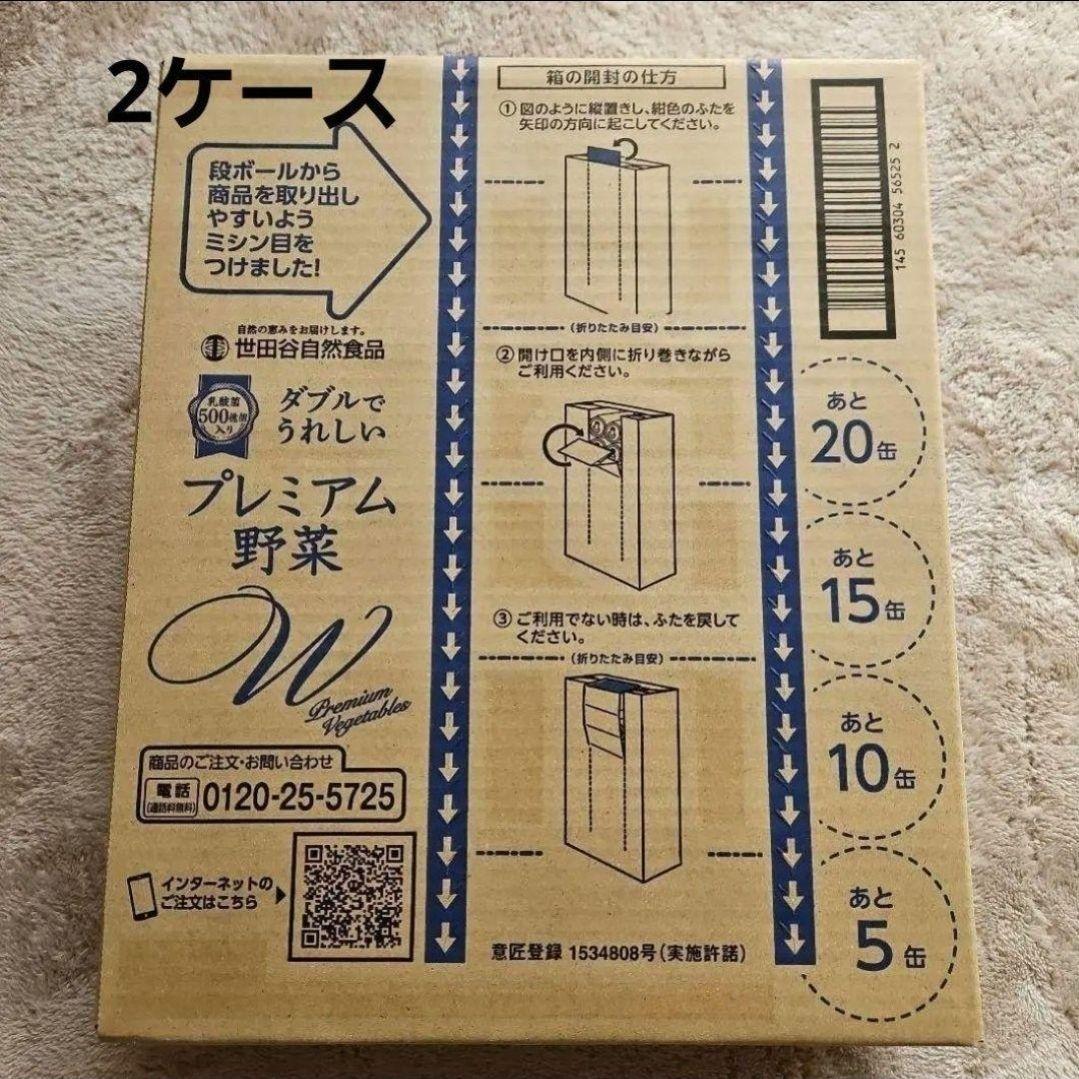 2ケース
段ボールから
商品を取り出し
やすいよう
ミシン目を
つけました!
自然の恵みをお届けします。
世田谷自然食品
乳酸菌
500億個
入り
ダブルで
うれしい
プレミアム
野菜
W
Premium
Vegetables
商品のご注文・お問い合わせ
電話
(通話料無料)
0120-25-5725
インターネットの
ご注文はこちら
箱の開封の仕方
①図のように縦置きし、紺色のふたを
矢印の方向に起こしてください。
(折りたたみ目安)
②開け口を内側に折り巻きながら
ご利用ください。
③ご利用でない時は、ふたを戻して
ください。
(折りたたみ目安)
意匠登録 1534808号(実施許諾)
145 60304 56525 2
あと
20缶
あと
15缶
あと
10缶
あと
5缶